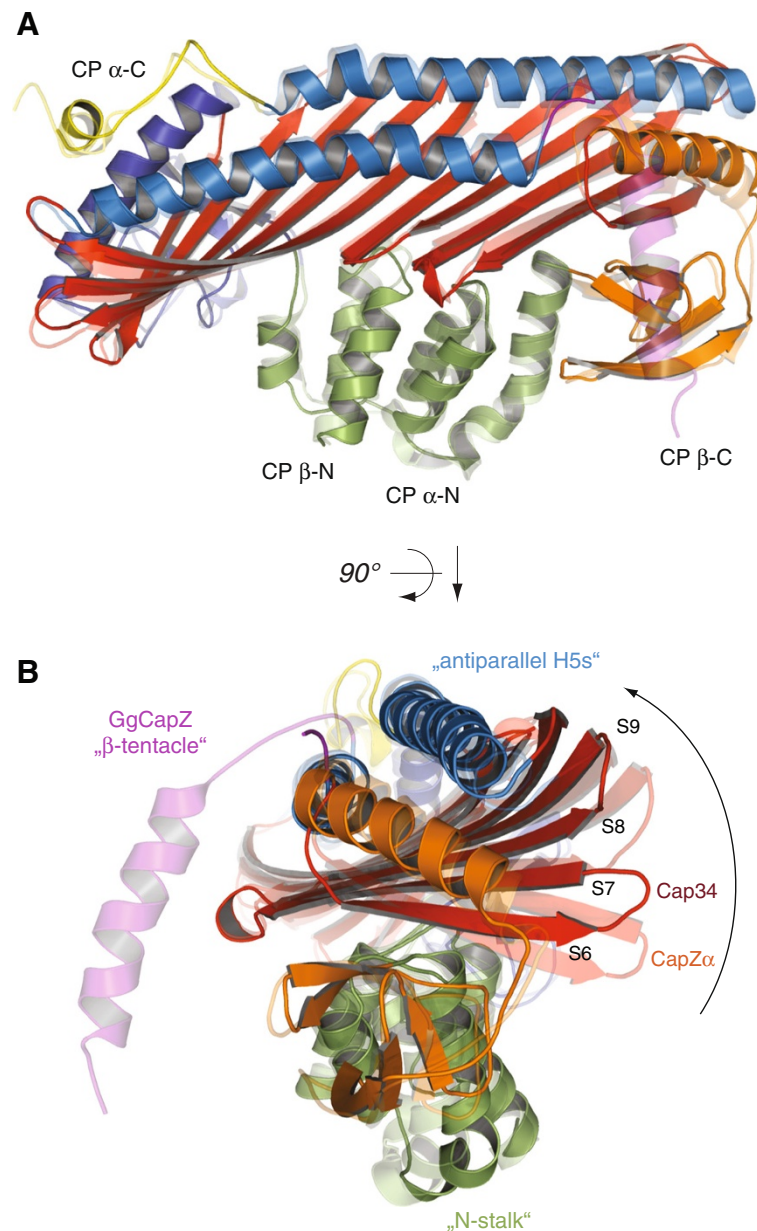 A
CP α-C
CP β-N
CP α-N
CP β-C
90°
B
„antiparallel H5s“
GgCapZ
„β-tentacle“
S9
S8
S7
Cap34
S6
CapZα
„N-stalk“